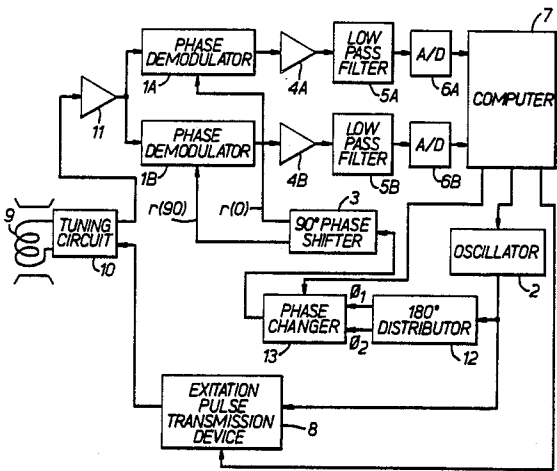 7
PHASE DEMODULATOR
1A
4A
LOW PASS FILTER
5A
A/D
6A
COMPUTER
11
PHASE DEMODULATOR
1B
4B
LOW PASS FILTER
5B
A/D
6B
r(90)
r(0)
3
90° PHASE SHIFTER
9
TUNING CIRCUIT
10
OSCILLATOR
2
PHASE CHANGER
13
Ø1
Ø2
180° DISTRIBUTOR
12
EXITATION PULSE TRANSMISSION DEVICE
8